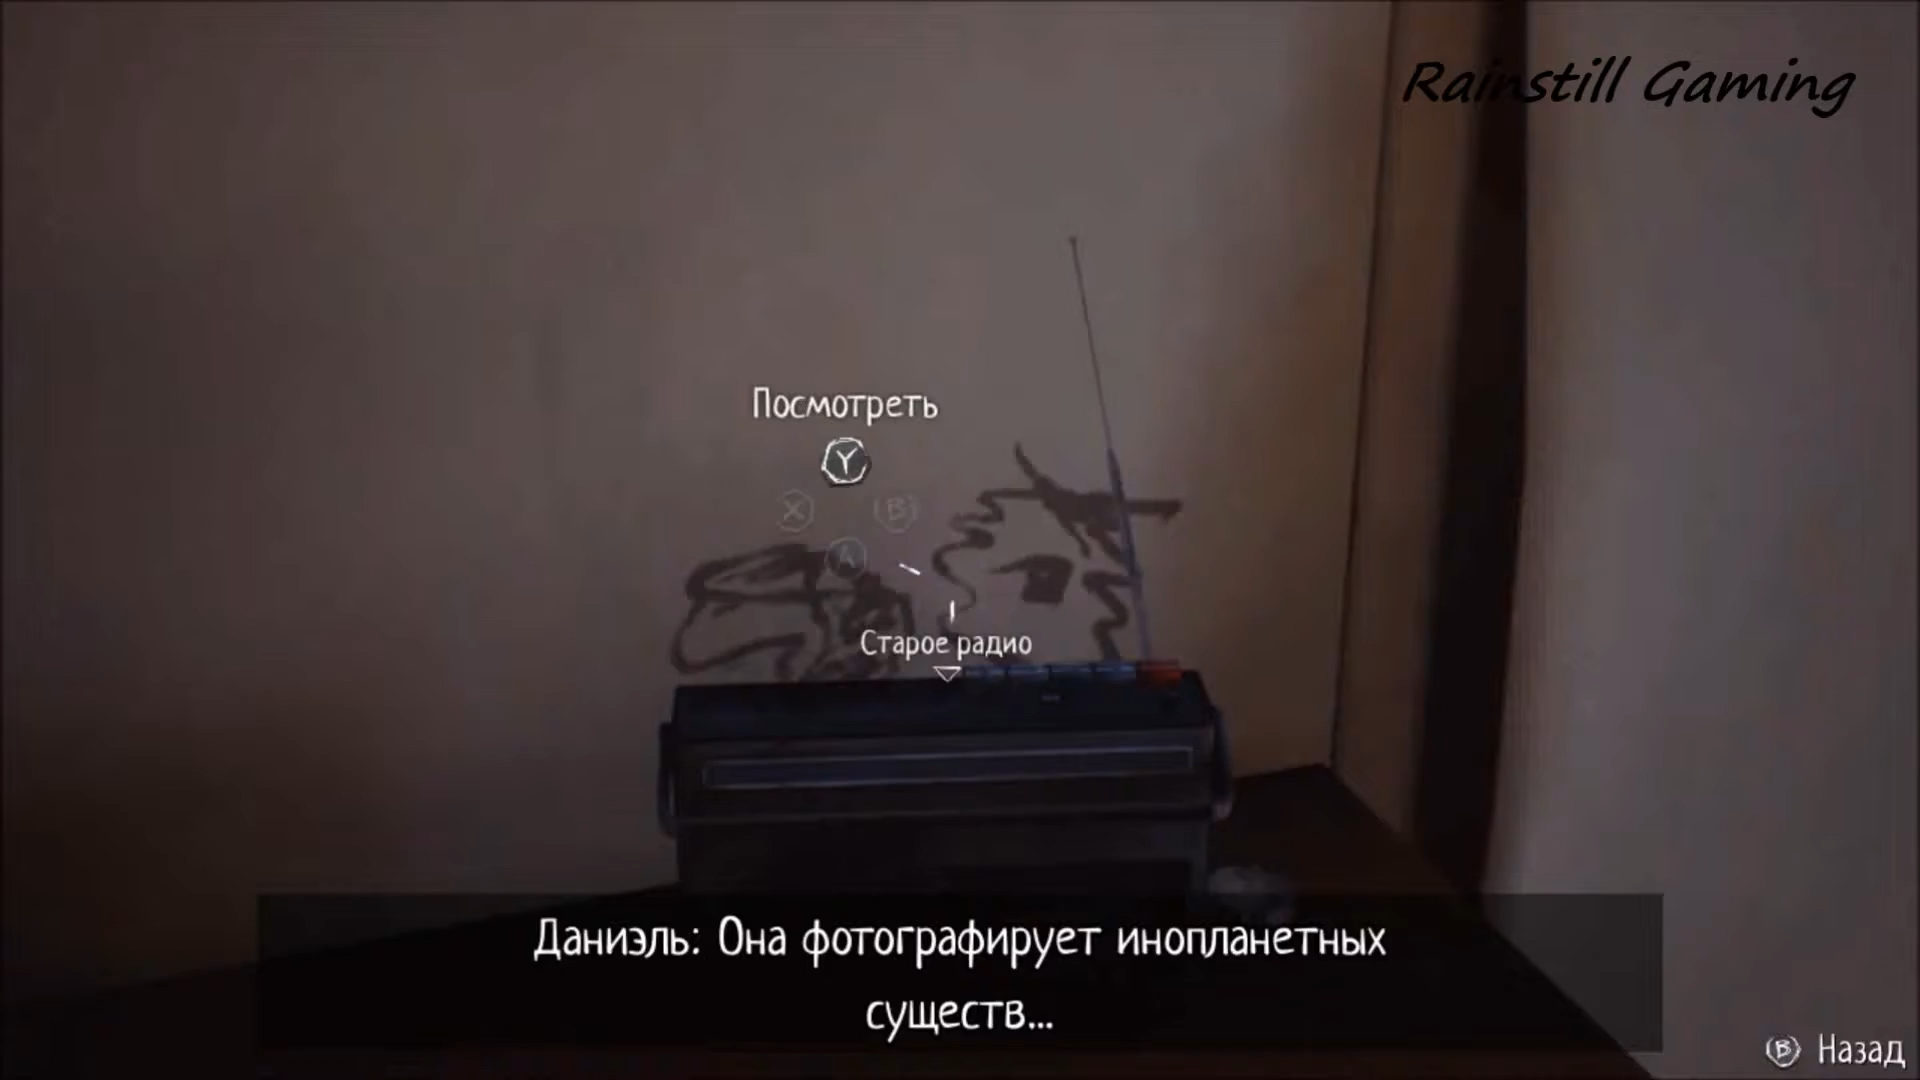 Rainstill Gaming
Посмотреть
Y
X
B
A
Старое радио
Даниэль: Она фотографирует инопланетных
существ...
B Назад